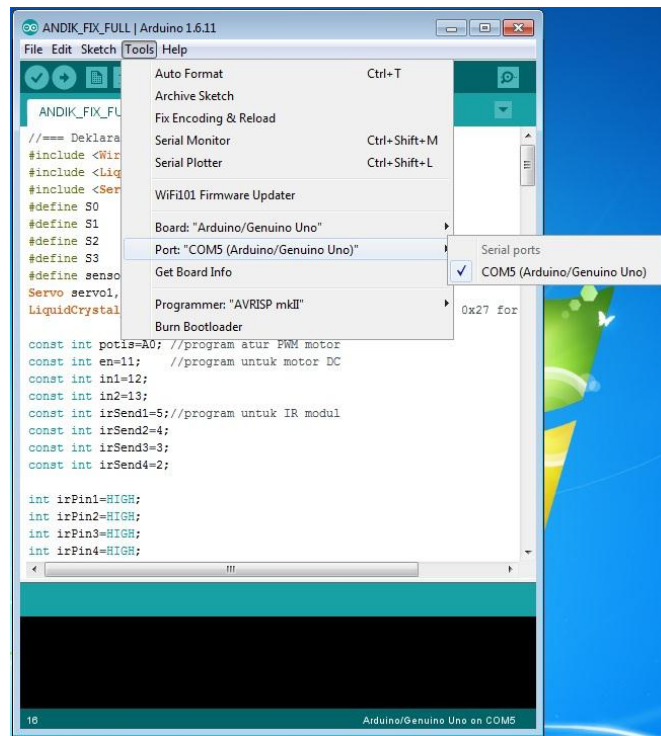 ANDIK_FIX_FULL | Arduino 1.6.11
File Edit Sketch Tools Help
ANDIK_FIX_FU
Auto Format Ctrl+T
Archive Sketch
Fix Encoding & Reload
Serial Monitor Ctrl+Shift+M
Serial Plotter Ctrl+Shift+L
WiFi101 Firmware Updater
Board: "Arduino/Genuino Uno"
Port: "COM5 (Arduino/Genuino Uno)"
Get Board Info
Programmer: "AVRISP mkII"
Burn Bootloader
Serial ports
COM5 (Arduino/Genuino Uno)
//=== Deklara
#include <Wir
#include <Liq
#include <Ser
#define S0
#define S1
#define S2
#define S3
#define senso
Servo servo1,
LiquidCrystal 0x27 for
const int potis=A0; //program atur PWM motor
const int en=11; //program untuk motor DC
const int in1=12;
const int in2=13;
const int irSend1=5;//program untuk IR modul
const int irSend2=4;
const int irSend3=3;
const int irSend4=2;
int irPin1=HIGH;
int irPin2=HIGH;
int irPin3=HIGH;
int irPin4=HIGH;
16 Arduino/Genuino Uno on COM5